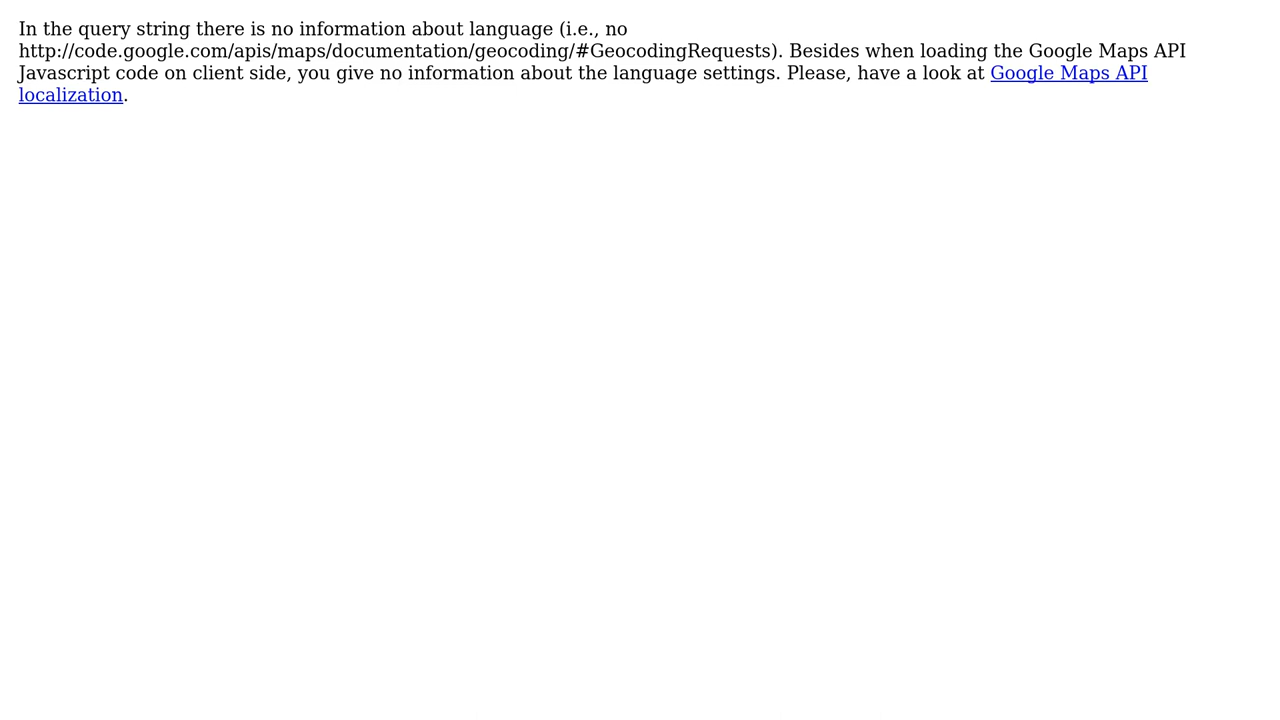 In the query string there is no information about language (i.e., no
http://code.google.com/apis/maps/documentation/geocoding/#GeocodingRequests). Besides when loading the Google Maps API
Javascript code on client side, you give no information about the language settings. Please, have a look at Google Maps API
localization.